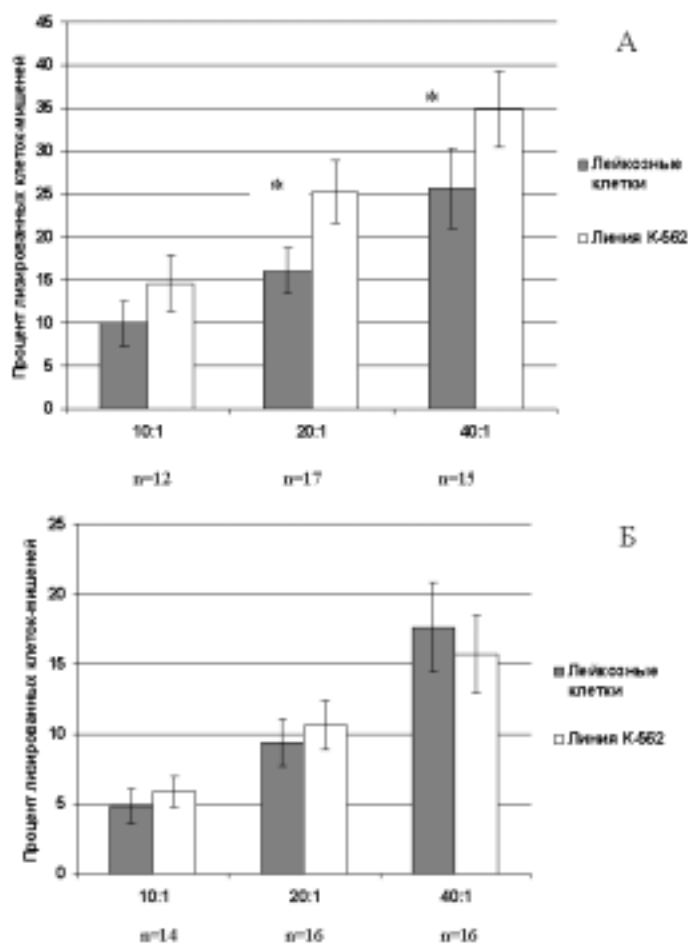 А
Процент лизированных клеток-мишеней
45
40
35
30
25
20
15
10
5
0
*
*
10:1
20:1
40:1
n=12
n=17
n=15
Лейкозные
клетки
Линия К-562
Б
Процент лизированных клеток-мишеней
25
20
15
10
5
0
10:1
20:1
40:1
n=14
n=16
n=16
Лейкозные
клетки
Линия К-562